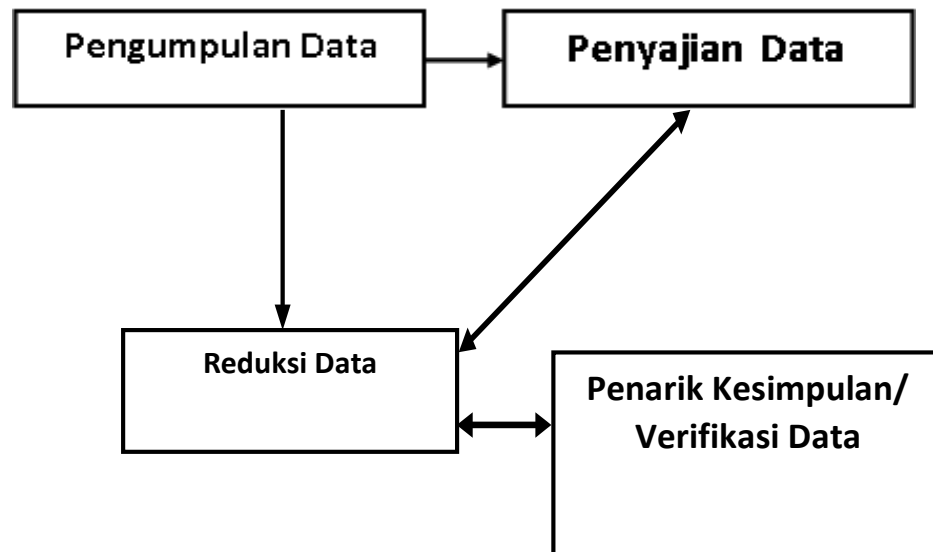 Pengumpulan Data
Penyajian Data
Reduksi Data
Penarik Kesimpulan/
Verifikasi Data